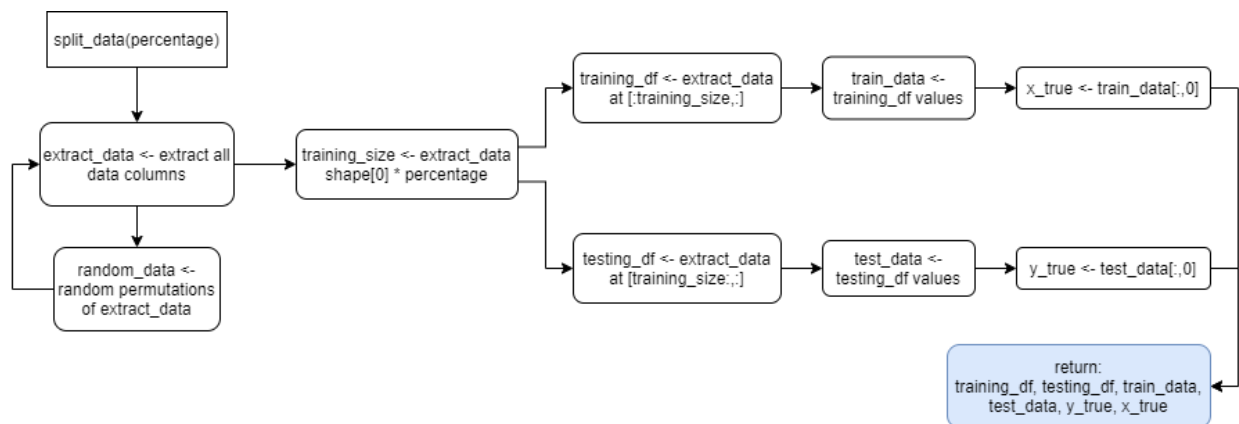 split_data(percentage)
extract_data <- extract all
data columns
random_data <-
random permutations
of extract_data
training_size <- extract_data
shape[0] * percentage
training_df <- extract_data
at [:training_size,:]
train_data <-
training_df values
x_true <- train_data[:,0]
testing_df <- extract_data
at [training_size:,:]
test_data <-
testing_df values
y_true <- test_data[:,0]
return:
training_df, testing_df, train_data,
test_data, y_true, x_true